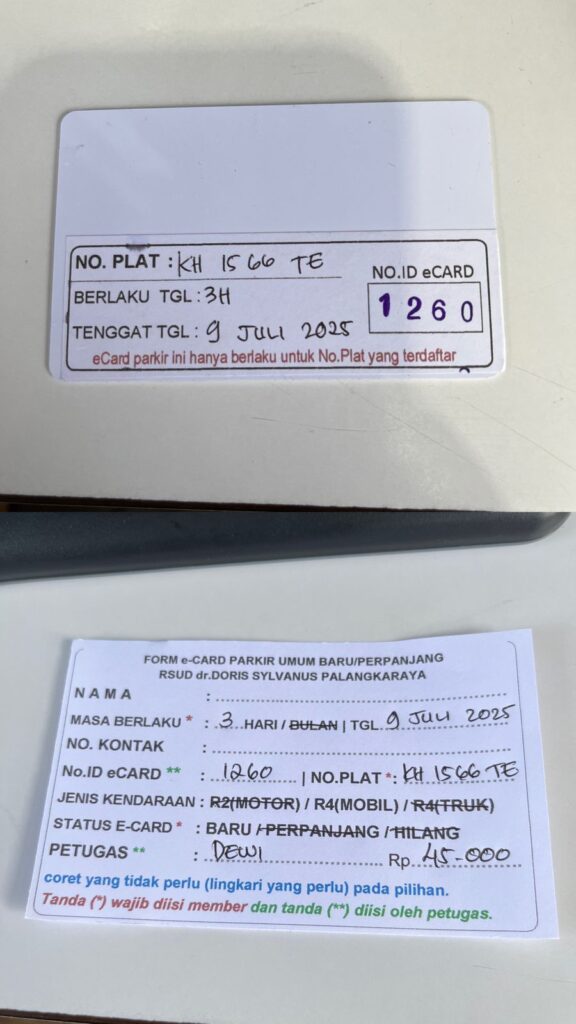 NO. PLAT : KH 1566 TE
NO.ID eCARD
BERLAKU TGL : 3H
1260
TENGGAT TGL : 9 JULI 2025
eCard parkir ini hanya berlaku untuk No.Plat yang terdaftar
FORM e-CARD PARKIR UMUM BARU/PERPANJANG
RSUD dr.DORIS SYLVANUS PALANGKARAYA
NAMA :
MASA BERLAKU * : 3 HARI / BULAN | TGL 9 JULI 2025
NO. KONTAK :
No.ID eCARD ** : 1260 | NO.PLAT *: KH 1566 TE
JENIS KENDARAAN : R2(MOTOR) / R4(MOBIL) / R4(TRUK)
STATUS E-CARD * : BARU / PERPANJANG / HILANG
PETUGAS ** : DEWI Rp. 45.000
coret yang tidak perlu (lingkari yang perlu) pada pilihan.
Tanda (*) wajib diisi member dan tanda (**) diisi oleh petugas.